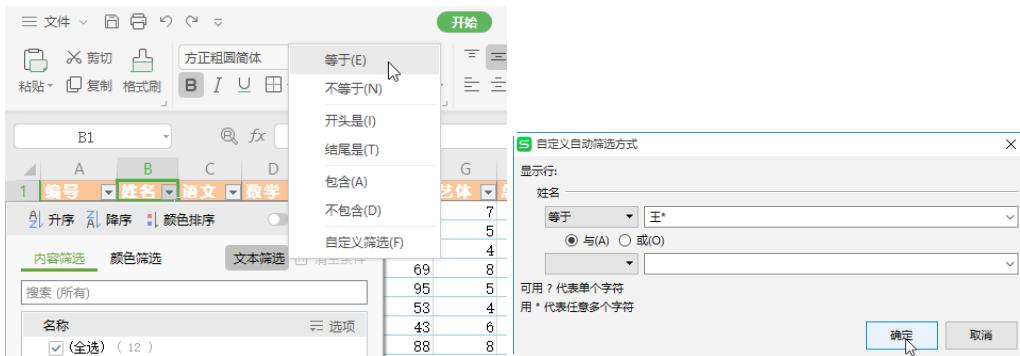 文件
开始
剪切
方正粗圆简体
等于(E)
粘贴 复制 格式刷 B I U
不等于(N)
开头是(I)
B1 fx
结尾是(T)
A B C D G
包含(A)
1 编号 姓名 语文 数学 艺体
不包含(D)
7
升序 降序 颜色排序
5
自定义筛选(F)
4
内容筛选 颜色筛选 文本筛选
69 8
搜索 (所有)
95 5
53 4
名称 选项
43 6
(全选) ( 12 )
88 8
自定义自动筛选方式
显示行:
姓名
等于 王*
与(A) 或(O)
可用 ? 代表单个字符
用 * 代表任意多个字符
确定 取消